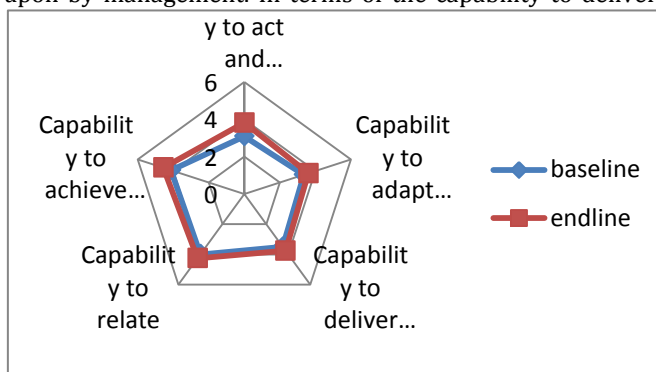 upon by management. In terms of the capability to deliver
y to act
and...
6
4
2
0
Capabilit
y to
achieve...
Capabilit
y to
adapt...
Capabilit
y to
relate
Capabilit
y to
deliver...
baseline
endline